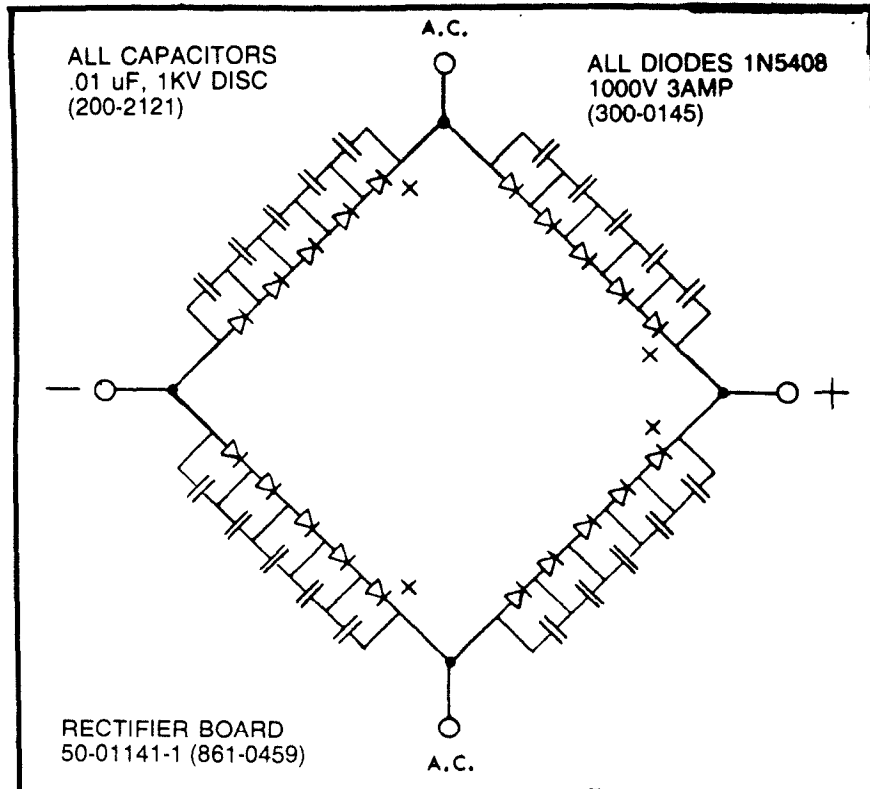 A.C.
ALL CAPACITORS
.01 uF, 1KV DISC
(200-2121)
ALL DIODES 1N5408
1000V 3AMP
(300-0145)
×
×
— +
×
×
RECTIFIER BOARD
50-01141-1 (861-0459)
A.C.